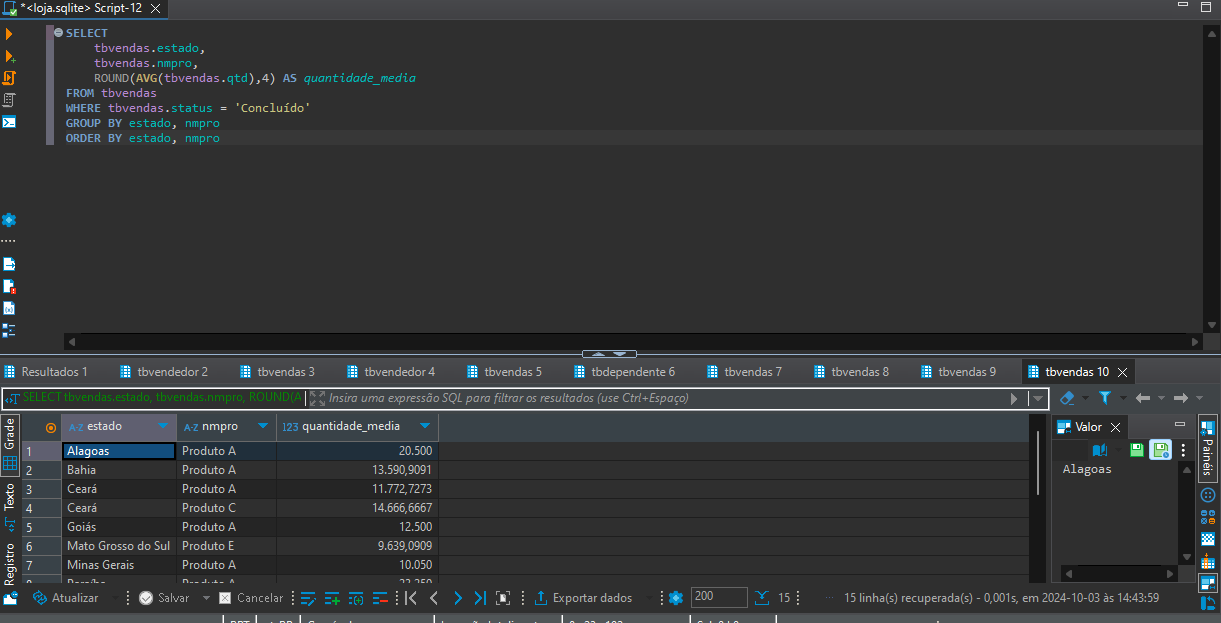 *<loja.sqlite> Script-12
SELECT
tbvendas.estado,
tbvendas.nmpro,
ROUND(AVG(tbvendas.qtd),4) AS quantidade_media
FROM tbvendas
WHERE tbvendas.status = 'Concluído'
GROUP BY estado, nmpro
ORDER BY estado, nmpro
Resultados 1 tbvendedor 2 tbvendas 3 tbvendedor 4 tbvendas 5 tbdependente 6 tbvendas 7 tbvendas 8 tbvendas 9 tbvendas 10
SELECT tbvendas.estado, tbvendas.nmpro, ROUND(A Insira uma expressão SQL para filtrar os resultados (use Ctrl+Espaço)
Grade
Texto
Registro
A-Z estado A-Z nmpro 123 quantidade_media
1 Alagoas Produto A 20.500
2 Bahia Produto A 13.590,9091
3 Ceará Produto A 11.772,7273
4 Ceará Produto C 14.666,6667
5 Goiás Produto A 12.500
6 Mato Grosso do Sul Produto E 9.639,0909
7 Minas Gerais Produto A 10.050
Valor
Alagoas
Painéis
Atualizar Salvar Cancelar Exportar dados 200 15 15 linha(s) recuperada(s) - 0,001s, em 2024-10-03 às 14:43:59